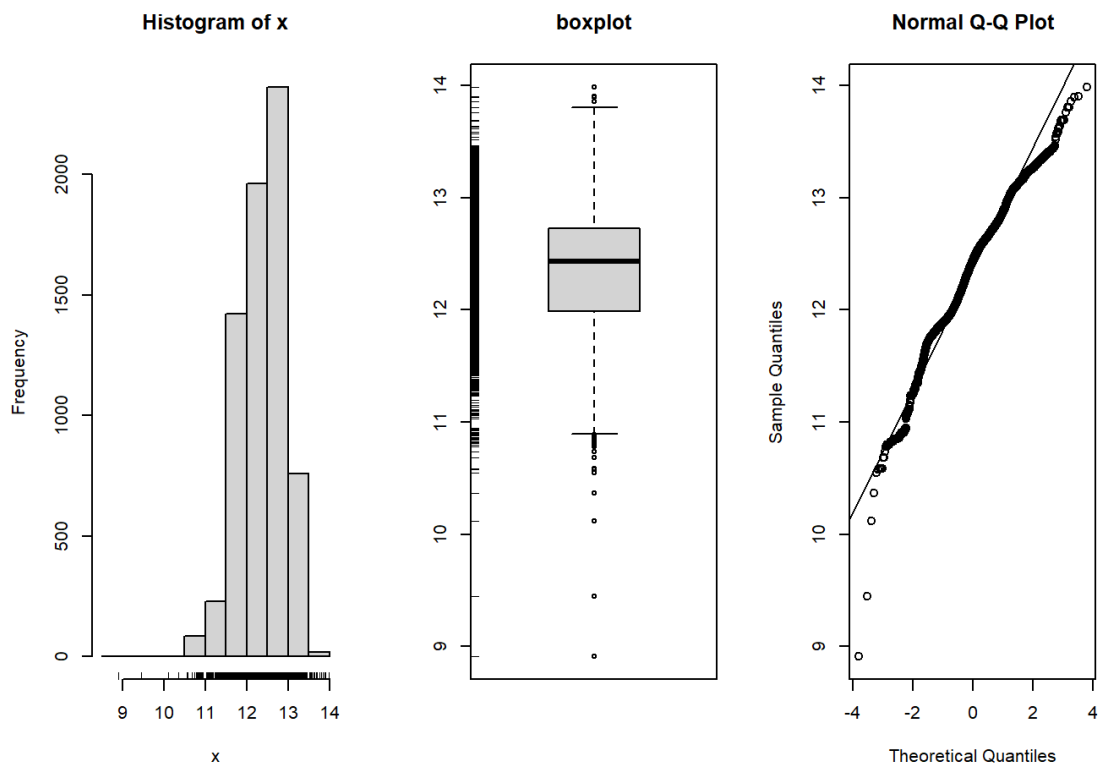 Histogram of x
Frequency
2000
1500
1000
500
0
9 10 11 12 13 14
x
boxplot
14
13
12
11
10
9
Normal Q-Q Plot
Sample Quantiles
14
13
12
11
10
9
-4 -2 0 2 4
Theoretical Quantiles